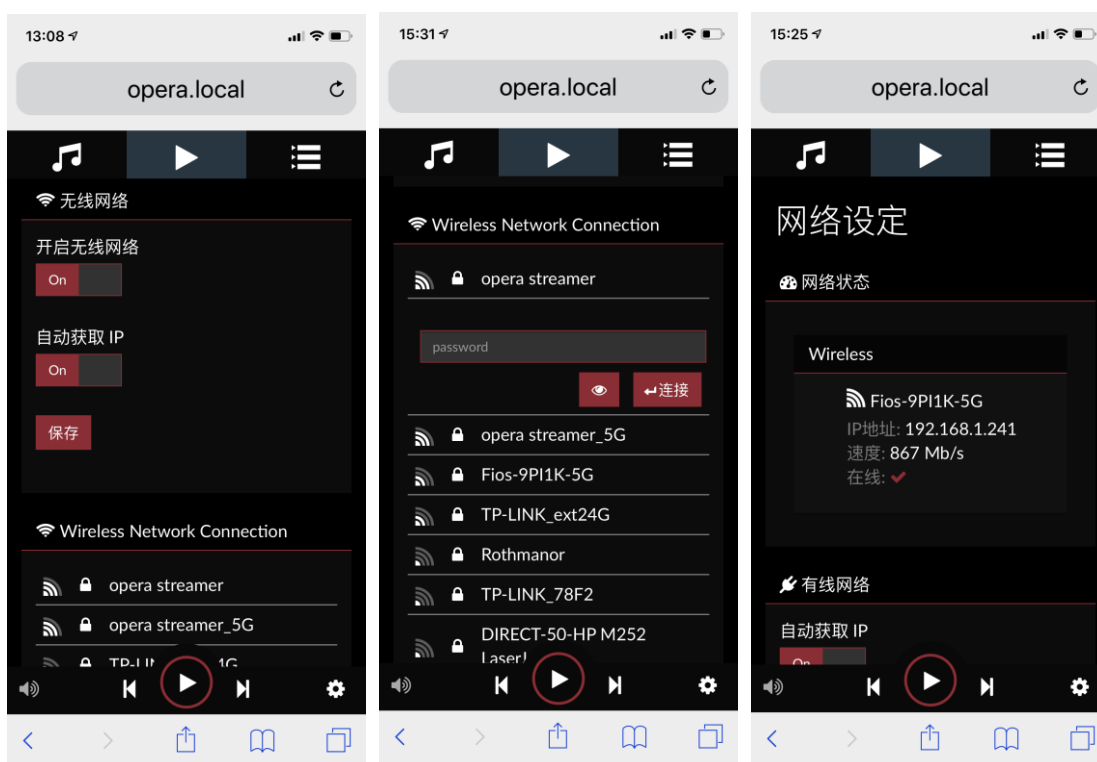 13:08
opera.local
无线网络
开启无线网络
On
自动获取 IP
On
保存
Wireless Network Connection
opera streamer
opera streamer_5G
15:31
opera.local
Wireless Network Connection
opera streamer
password
连接
opera streamer_5G
Fios-9PI1K-5G
TP-LINK_ext24G
Rothmanor
TP-LINK_78F2
DIRECT-50-HP M252
15:25
opera.local
网络设定
网络状态
Wireless
Fios-9PI1K-5G
IP地址: 192.168.1.241
速度: 867 Mb/s
在线:
有线网络
自动获取 IP
On